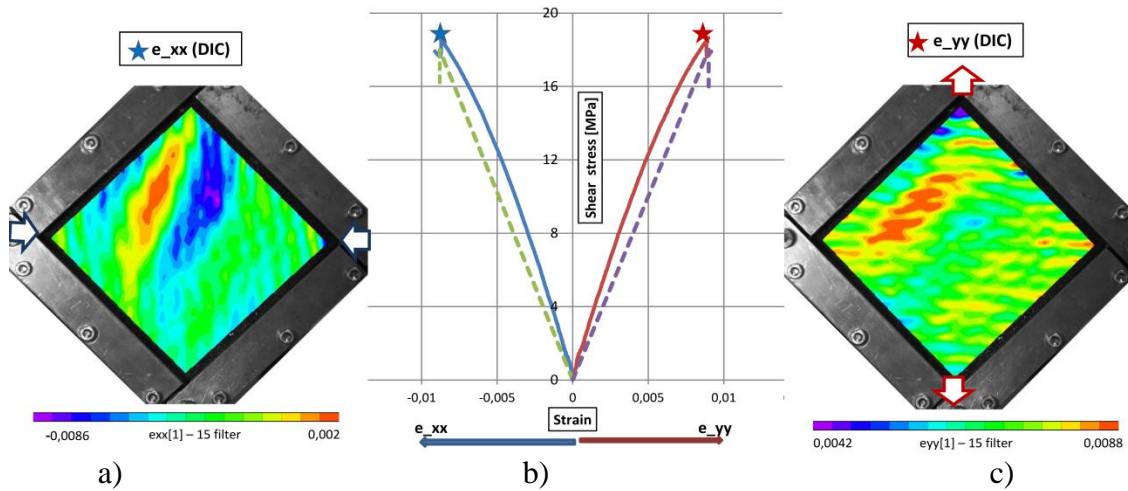 e_xx (DIC)
-0,0086
0,002
exx[1] – 15 filter
a)
20
16
12
8
4
0
Shear stress [MPa]
-0,01
-0,005
0
0,005
0,01
Strain
e_xx
e_yy
b)
e_yy (DIC)
0,0042
0,0088
eyy[1] – 15 filter
c)